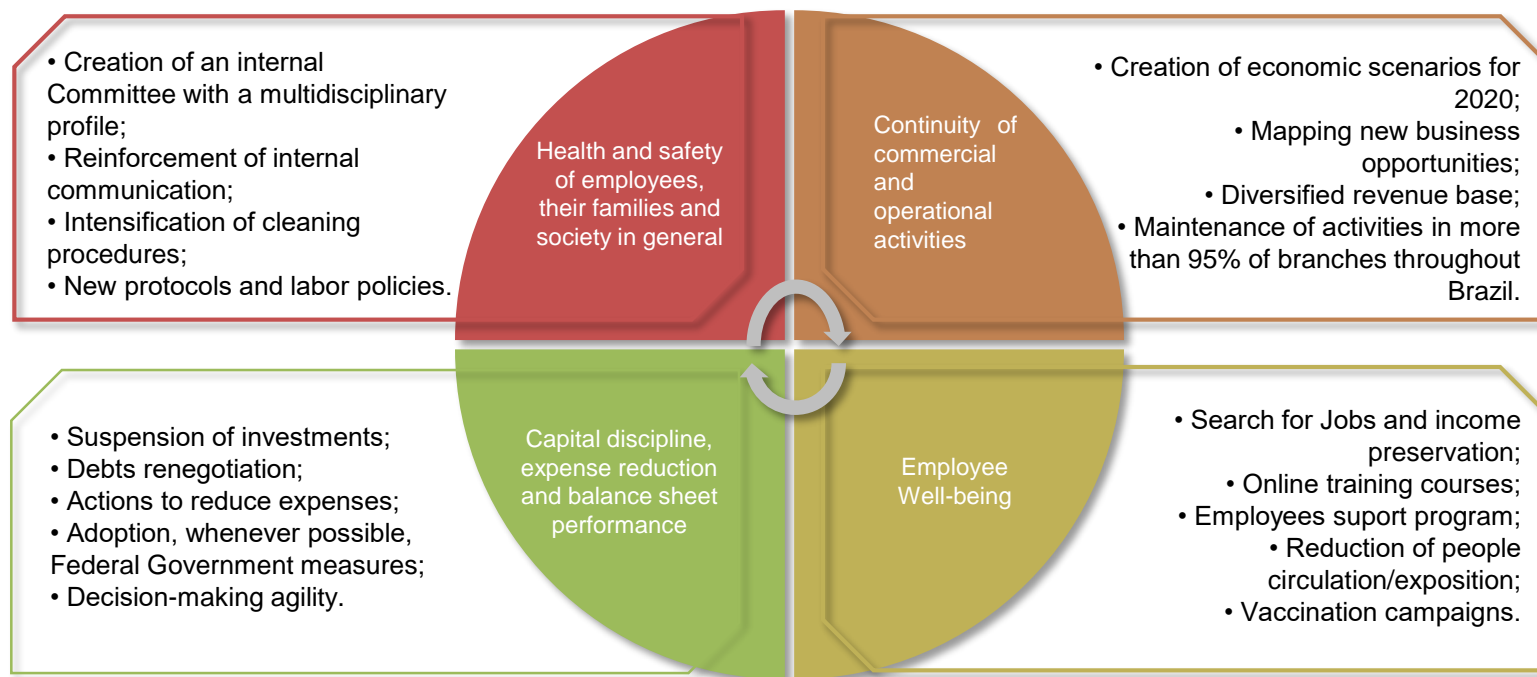 • Creation of an internal
Committee with a multidisciplinary
profile;
• Reinforcement of internal
communication;
• Intensification of cleaning
procedures;
• New protocols and labor policies.
Health and safety
of employees,
their families and
society in general
Continuity of
commercial
and
operational
activities
• Creation of economic scenarios for
2020;
• Mapping new business
opportunities;
• Diversified revenue base;
• Maintenance of activities in more
than 95% of branches throughout
Brazil.
• Suspension of investments;
• Debts renegotiation;
• Actions to reduce expenses;
• Adoption, whenever possible,
Federal Government measures;
• Decision-making agility.
Capital discipline,
expense reduction
and balance sheet
performance
Employee
Well-being
• Search for Jobs and income
preservation;
• Online training courses;
• Employees suport program;
• Reduction of people
circulation/exposition;
• Vaccination campaigns.